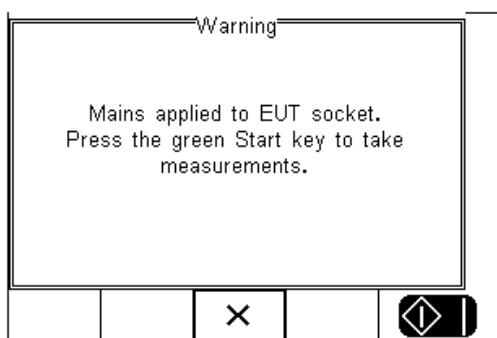 Warning
Mains applied to EUT socket.
Press the green Start key to take
measurements.